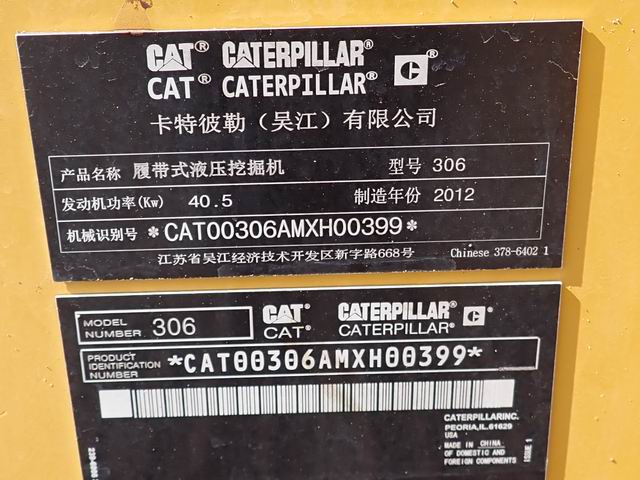 CAT® CATERPILLAR®
CAT® CATERPILLAR® C®
卡特彼勒（吴江）有限公司
产品名称 履带式液压挖掘机 型号 306
发动机功率(Kw) 40.5 制造年份 2012
机械识别号 *CAT00306AMXH00399*
江苏省吴江经济技术开发区新字路668号 Chinese 378-6402 1
MODEL NUMBER 306
CAT® CATERPILLAR® C®
CAT® CATERPILLAR®
PRODUCT IDENTIFICATION NUMBER *CAT00306AMXH00399*
CATERPILLAR INC.
PEORIA,IL.61629
USA
MADE IN CHINA
OF DOMESTIC AND
FOREIGN COMPONENTS